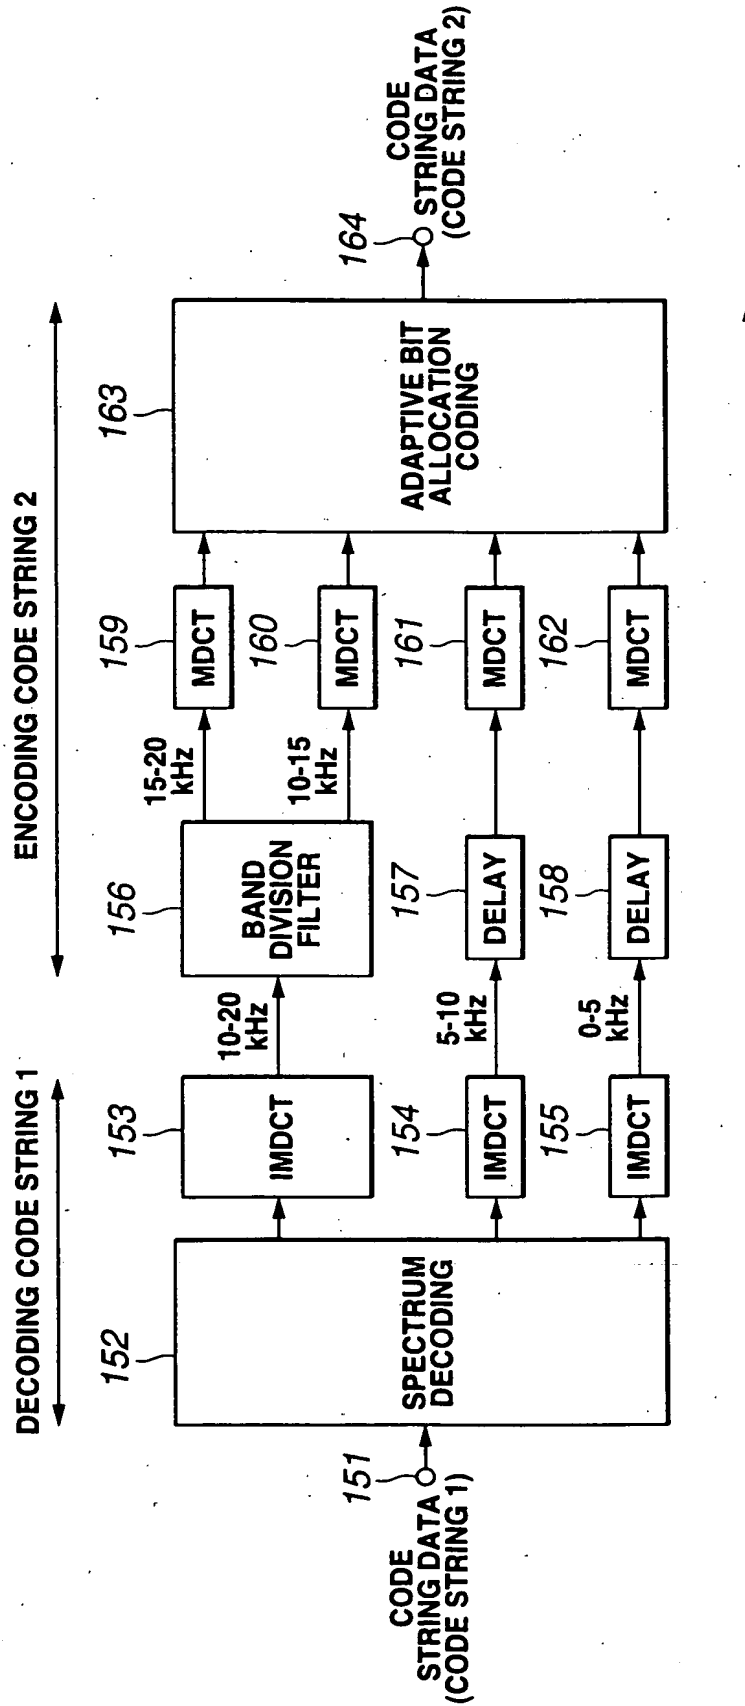 DECODING CODE STRING 1
ENCODING CODE STRING 2
CODE
STRING DATA
(CODE STRING 1)
151
152
SPECTRUM
DECODING
153
IMDCT
154
IMDCT
155
IMDCT
10-20
kHz
5-10
kHz
0-5
kHz
156
BAND
DIVISION
FILTER
157
DELAY
158
DELAY
15-20
kHz
10-15
kHz
159
MDCT
160
MDCT
161
MDCT
162
MDCT
163
ADAPTIVE BIT
ALLOCATION
CODING
164
CODE
STRING DATA
(CODE STRING 2)